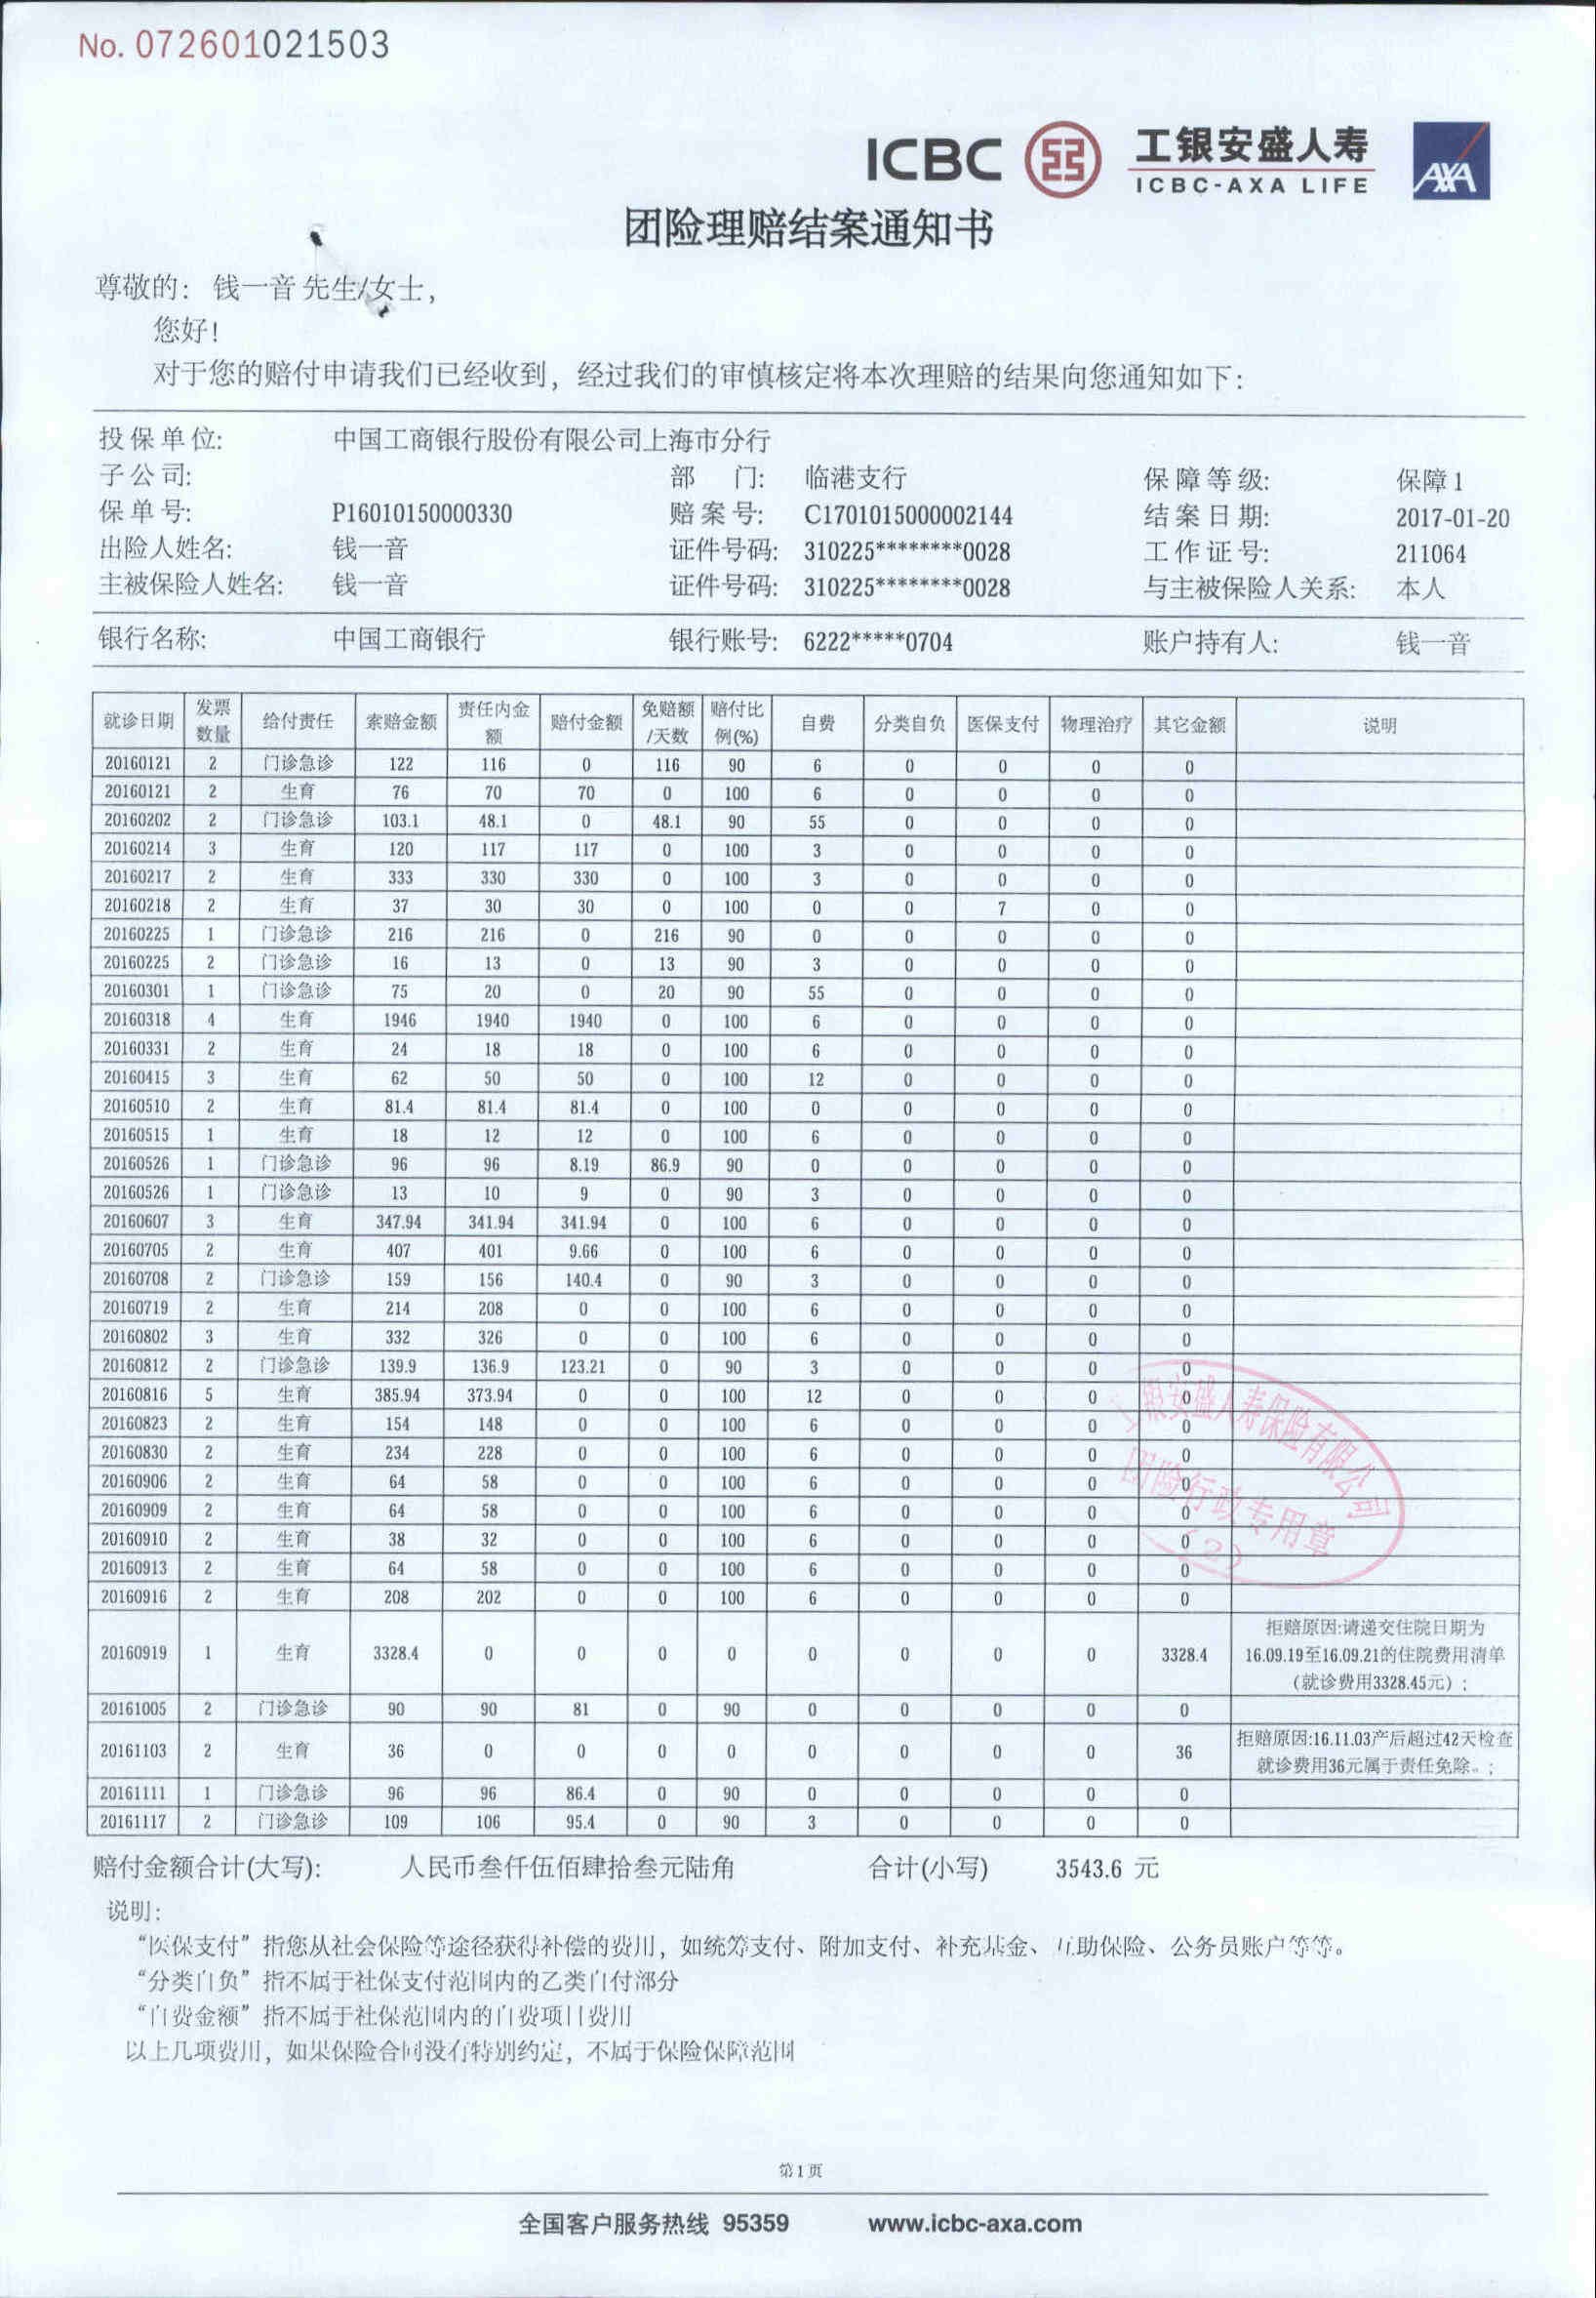 No. 072601021503
ICBC 工银安盛人寿 AXA
ICBC-AXA LIFE
团险理赔结案通知书
尊敬的： 钱一音 先生/女士，
您好！
对于您的赔付申请我们已经收到，经过我们的审慎核定将本次理赔的结果向您通知如下：
投保单位: 中国工商银行股份有限公司上海市分行
子公司: 部 门: 临港支行 保障等级: 保障1
保单号: P16010150000330 赔案号: C1701015000002144 结案日期: 2017-01-20
出险人姓名: 钱一音 证件号码: 310225********0028 工作证号: 211064
主被保险人姓名: 钱一音 证件号码: 310225********0028 与主被保险人关系: 本人
银行名称: 中国工商银行 银行账号: 6222*****0704 账户持有人: 钱一音
就诊日期 发票数量 给付责任 索赔金额 责任内金额 赔付金额 免赔额/天数 赔付比例(%) 自费 分类自负 医保支付 物理治疗 其它金额 说明
20160121 2 门诊急诊 122 116 0 116 90 6 0 0 0 0
20160121 2 生育 76 70 70 0 100 6 0 0 0 0
20160202 2 门诊急诊 103.1 48.1 0 48.1 90 55 0 0 0 0
20160214 3 生育 120 117 117 0 100 3 0 0 0 0
20160217 2 生育 333 330 330 0 100 3 0 0 0 0
20160218 2 生育 37 30 30 0 100 0 0 7 0 0
20160225 1 门诊急诊 216 216 0 216 90 0 0 0 0 0
20160225 2 门诊急诊 16 13 0 13 90 3 0 0 0 0
20160301 1 门诊急诊 75 20 0 20 90 55 0 0 0 0
20160318 4 生育 1946 1940 1940 0 100 6 0 0 0 0
20160331 2 生育 24 18 18 0 100 6 0 0 0 0
20160415 3 生育 62 50 50 0 100 12 0 0 0 0
20160510 2 生育 81.4 81.4 81.4 0 100 0 0 0 0 0
20160515 1 生育 18 12 12 0 100 6 0 0 0 0
20160526 1 门诊急诊 96 96 8.19 86.9 90 0 0 0 0 0
20160526 1 门诊急诊 13 10 9 0 90 3 0 0 0 0
20160607 3 生育 347.94 341.94 341.94 0 100 6 0 0 0 0
20160705 2 生育 407 401 9.66 0 100 6 0 0 0 0
20160708 2 门诊急诊 159 156 140.4 0 90 3 0 0 0 0
20160719 2 生育 214 208 0 0 100 6 0 0 0 0
20160802 3 生育 332 326 0 0 100 6 0 0 0 0
20160812 2 门诊急诊 139.9 136.9 123.21 0 90 3 0 0 0 0
20160816 5 生育 385.94 373.94 0 0 100 12 0 0 0 0
20160823 2 生育 154 148 0 0 100 6 0 0 0 0
20160830 2 生育 234 228 0 0 100 6 0 0 0 0
20160906 2 生育 64 58 0 0 100 6 0 0 0 0
20160909 2 生育 64 58 0 0 100 6 0 0 0 0
20160910 2 生育 38 32 0 0 100 6 0 0 0 0
20160913 2 生育 64 58 0 0 100 6 0 0 0 0
20160916 2 生育 208 202 0 0 100 6 0 0 0 0
20160919 1 生育 3328.4 0 0 0 0 0 0 0 0 3328.4 拒赔原因:请递交住院日期为16.09.19至16.09.21的住院费用清单（就诊费用3328.45元）;
20161005 2 门诊急诊 90 90 81 0 90 0 0 0 0 0
20161103 2 生育 36 0 0 0 0 0 0 0 0 36 拒赔原因:16.11.03产后超过42天检查就诊费用36元属于责任免除。;
20161111 1 门诊急诊 96 96 86.4 0 90 0 0 0 0 0
20161117 2 门诊急诊 109 106 95.4 0 90 3 0 0 0 0
工银安盛人寿保险有限公司
团险行政专用章
(2)
赔付金额合计(大写): 人民币叁仟伍佰肆拾叁元陆角 合计(小写) 3543.6 元
说明：
“医保支付”指您从社会保险等途径获得补偿的费用，如统筹支付、附加支付、补充基金、互助保险、公务员账户等等。
“分类自负”指不属于社保支付范围内的乙类自付部分
“自费金额”指不属于社保范围内的自费项目费用
以上几项费用，如果保险合同没有特别约定，不属于保险保障范围
第1页
全国客户服务热线 95359 www.icbc-axa.com